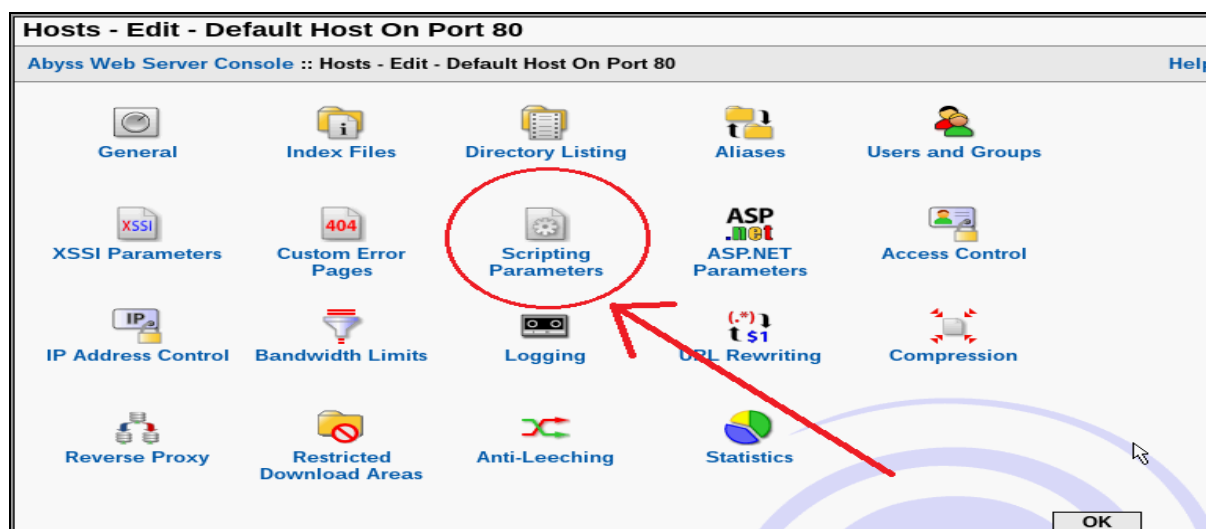 Hosts - Edit - Default Host On Port 80
Abyss Web Server Console :: Hosts - Edit - Default Host On Port 80
Help
General
Index Files
Directory Listing
Aliases
Users and Groups
XSSI
404
ASP
.net
XSSI Parameters
Custom Error
Pages
Scripting
Parameters
ASP.NET
Parameters
Access Control
IP
(.*)
$1
IP Address Control
Bandwidth Limits
Logging
URL Rewriting
Compression
Reverse Proxy
Restricted
Download Areas
Anti-Leeching
Statistics
OK